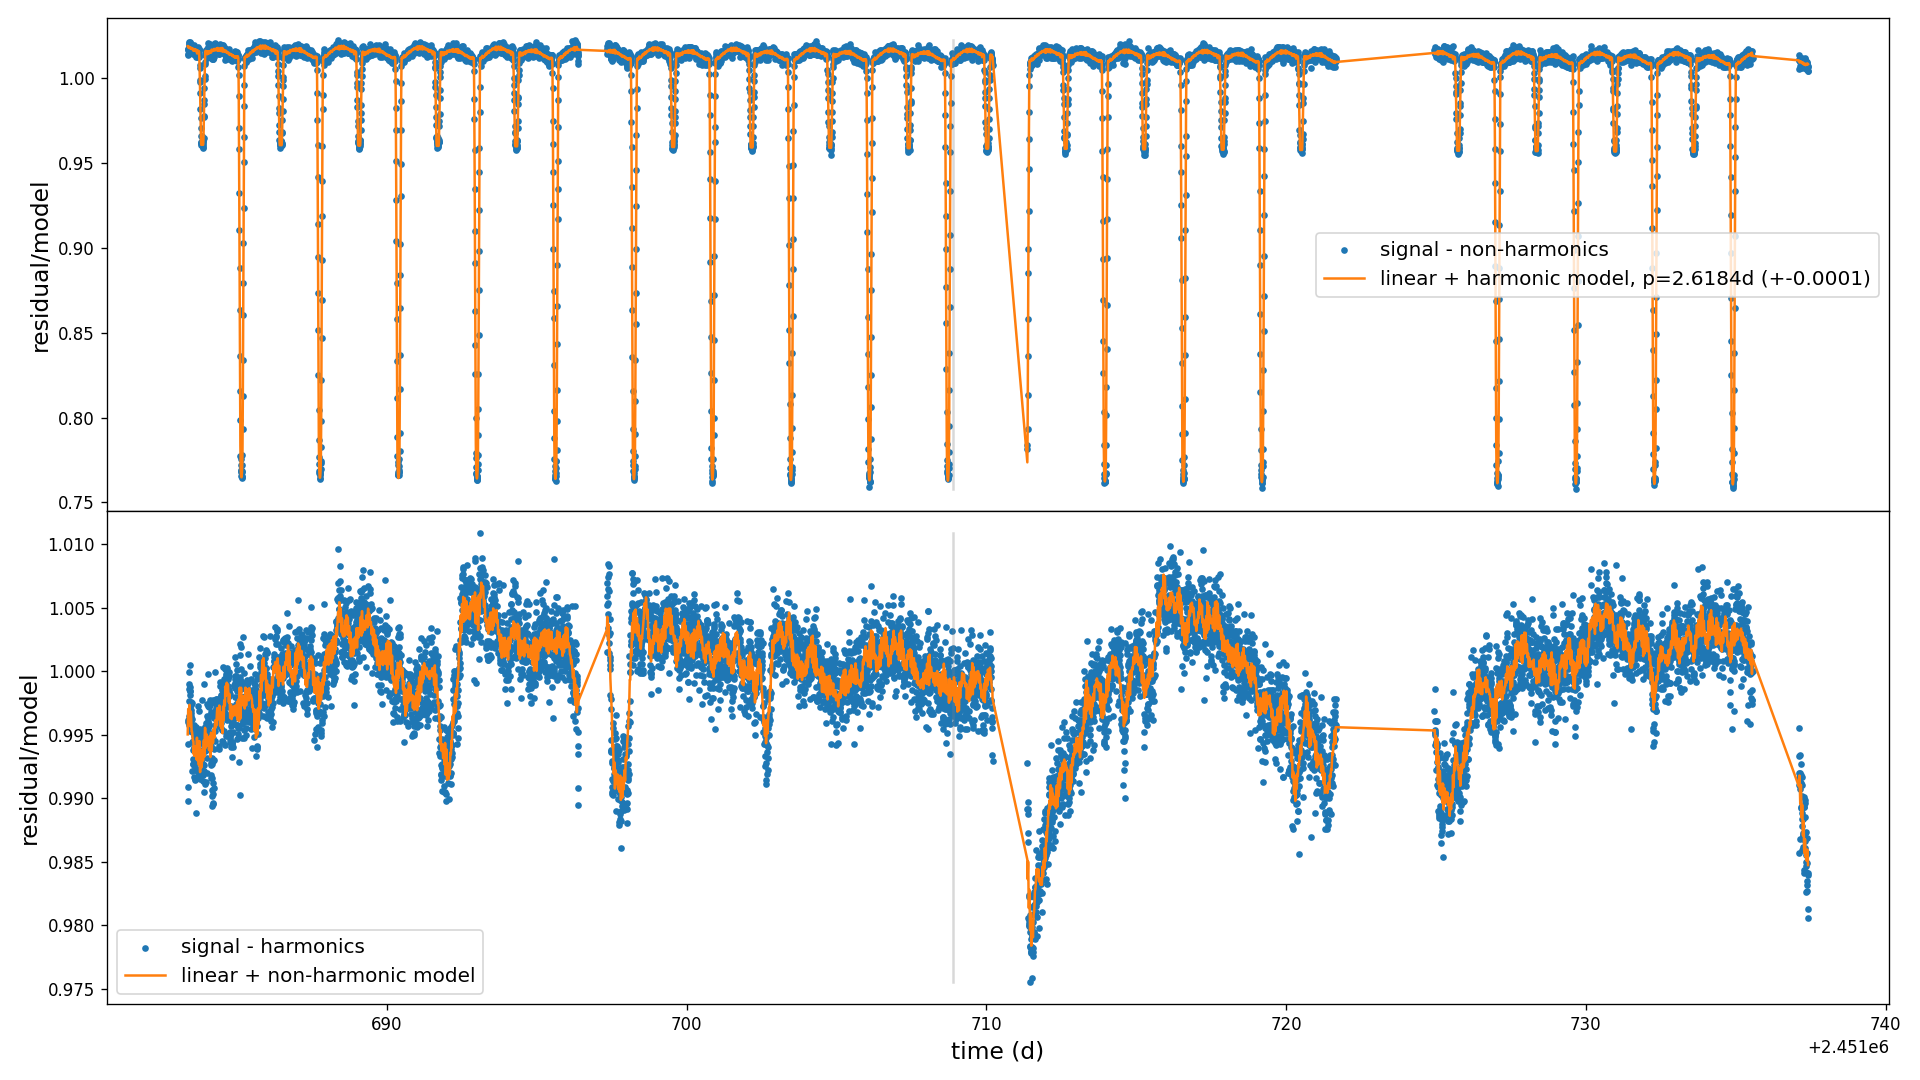 residual/model
1.00
0.95
0.90
0.85
0.80
0.75
signal - non-harmonics
linear + harmonic model, p=2.6184d (+-0.0001)
residual/model
1.010
1.005
1.000
0.995
0.990
0.985
0.980
0.975
signal - harmonics
linear + non-harmonic model
690
700
710
720
730
740
time (d)
+2.451e6